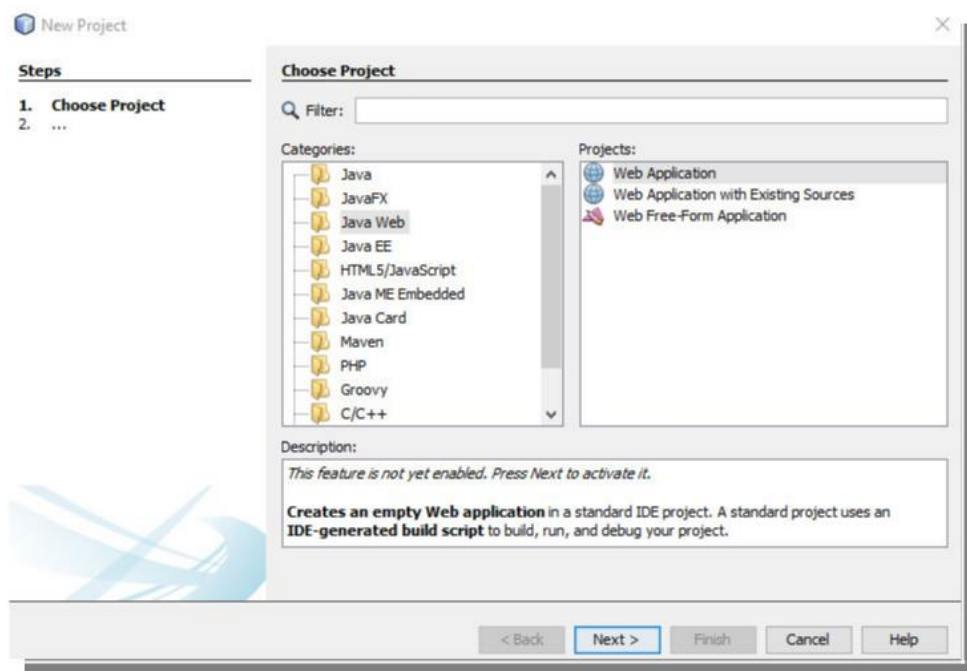 New Project
Steps
1. Choose Project
2. ...
Choose Project
Filter:
Categories:
Java
JavaFX
Java Web
Java EE
HTML5/JavaScript
Java ME Embedded
Java Card
Maven
PHP
Groovy
C/C++
Projects:
Web Application
Web Application with Existing Sources
Web Free-Form Application
Description:
This feature is not yet enabled. Press Next to activate it.
Creates an empty Web application in a standard IDE project. A standard project uses an
IDE-generated build script to build, run, and debug your project.
< Back Next > Finish Cancel Help